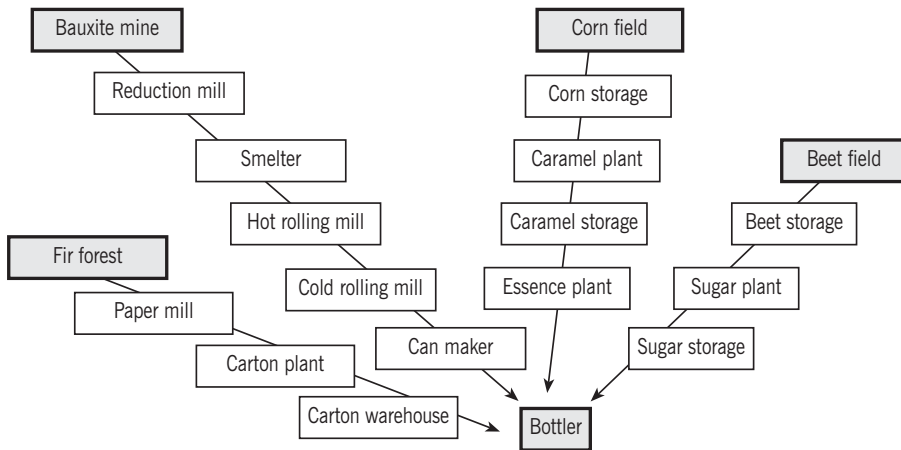 Bauxite mine
Corn field
Reduction mill
Corn storage
Smelter
Caramel plant
Beet field
Hot rolling mill
Caramel storage
Beet storage
Fir forest
Cold rolling mill
Essence plant
Sugar plant
Paper mill
Can maker
Sugar storage
Carton plant
Carton warehouse
Bottler